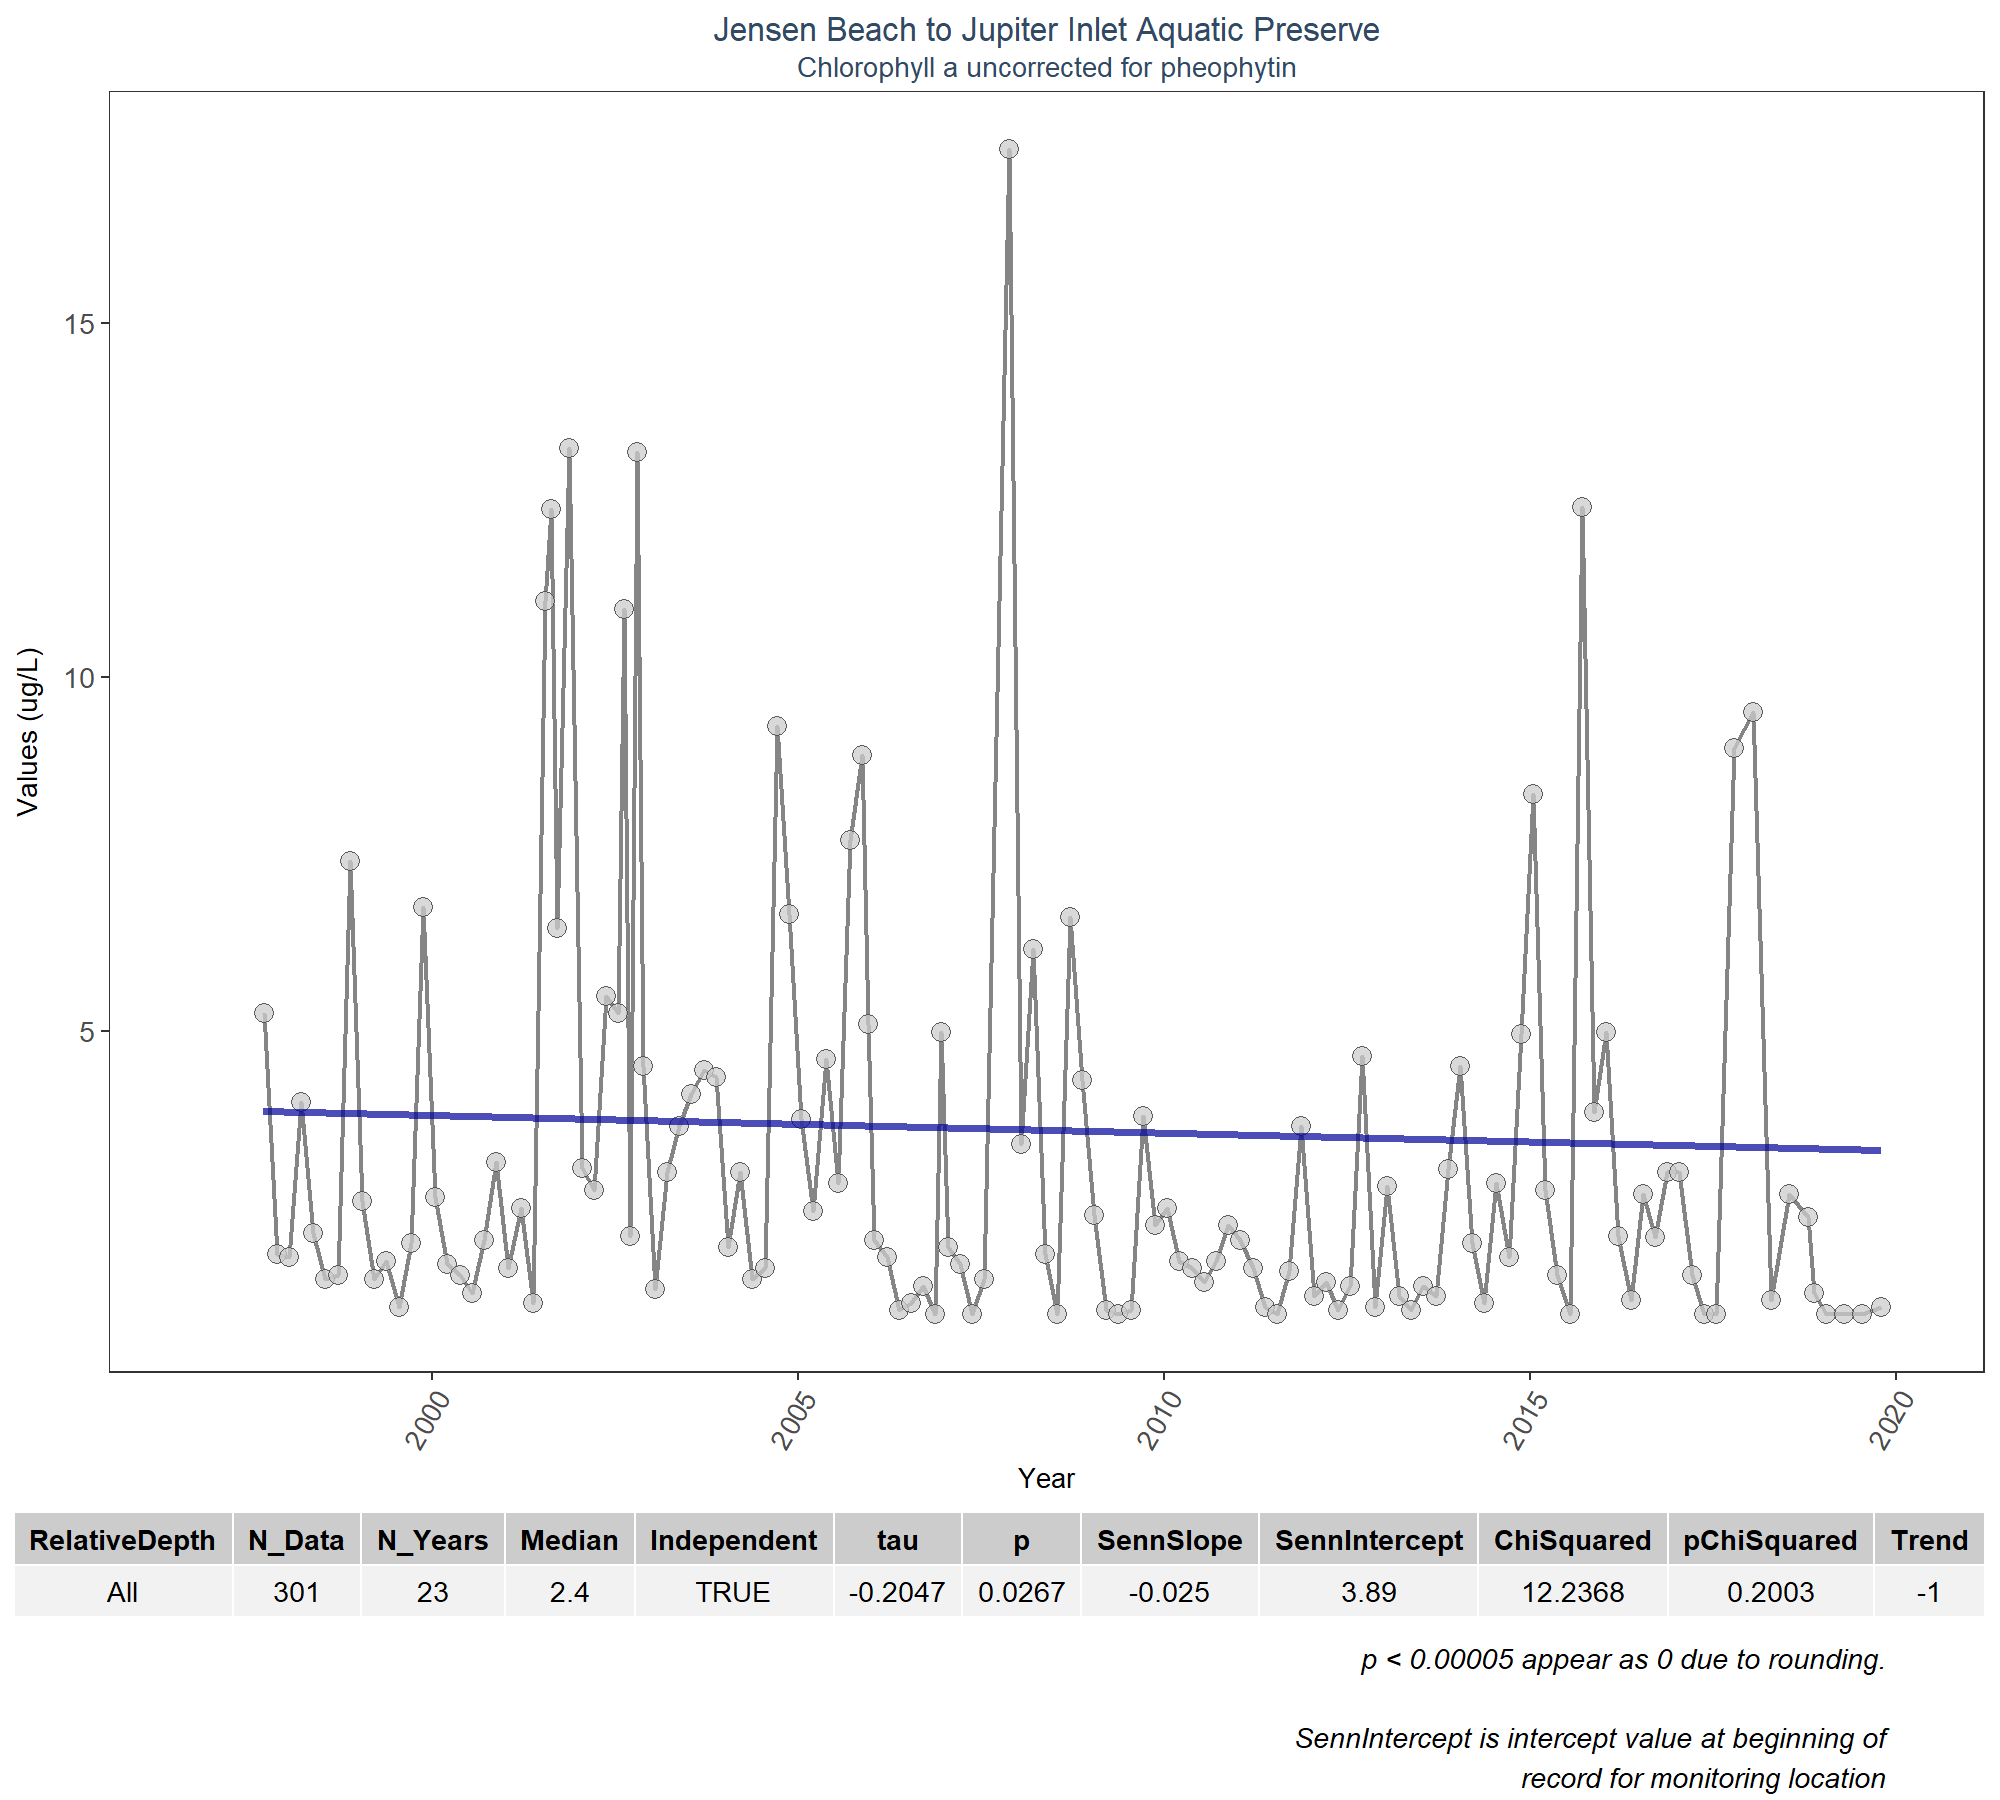 Jensen Beach to Jupiter Inlet Aquatic Preserve
Chlorophyll a uncorrected for pheophytin
Values (ug/L)
15
10
5
2000
2005
2010
2015
2020
Year
RelativeDepth N_Data N_Years Median Independent tau p SennSlope SennIntercept ChiSquared pChiSquared Trend
All 301 23 2.4 TRUE -0.2047 0.0267 -0.025 3.89 12.2368 0.2003 -1
p < 0.00005 appear as 0 due to rounding.
SennIntercept is intercept value at beginning of
record for monitoring location